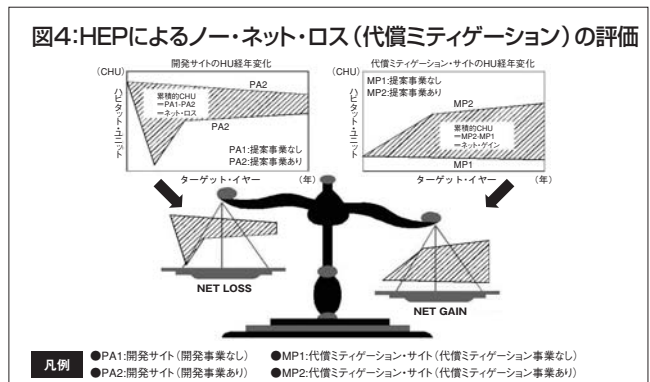 図4:HEPによるノー・ネット・ロス（代償ミティゲーション）の評価
開発サイトのHU経年変化
（CHU）
ハビタット・ユニット
PA2
累積的CHU
ーPA1-PA2
ーネット・ロス
PA2
PA1:提案事業なし
PA2:提案事業あり
ターゲット・イヤー
（年）
代償ミティゲーション・サイトのHU経年変化
（CHU）
ハビタット・ユニット
MP1:提案事業なし
MP2:提案事業あり
MP2
累積的CHU
ーMP2-MP1
ーネット・ゲイン
MP1
ターゲット・イヤー
（年）
NET LOSS
NET GAIN
凡例
●PA1:開発サイト（開発事業なし） ●MP1:代償ミティゲーション・サイト（代償ミティゲーション事業なし）
●PA2:開発サイト（開発事業あり） ●MP2:代償ミティゲーション・サイト（代償ミティゲーション事業あり）